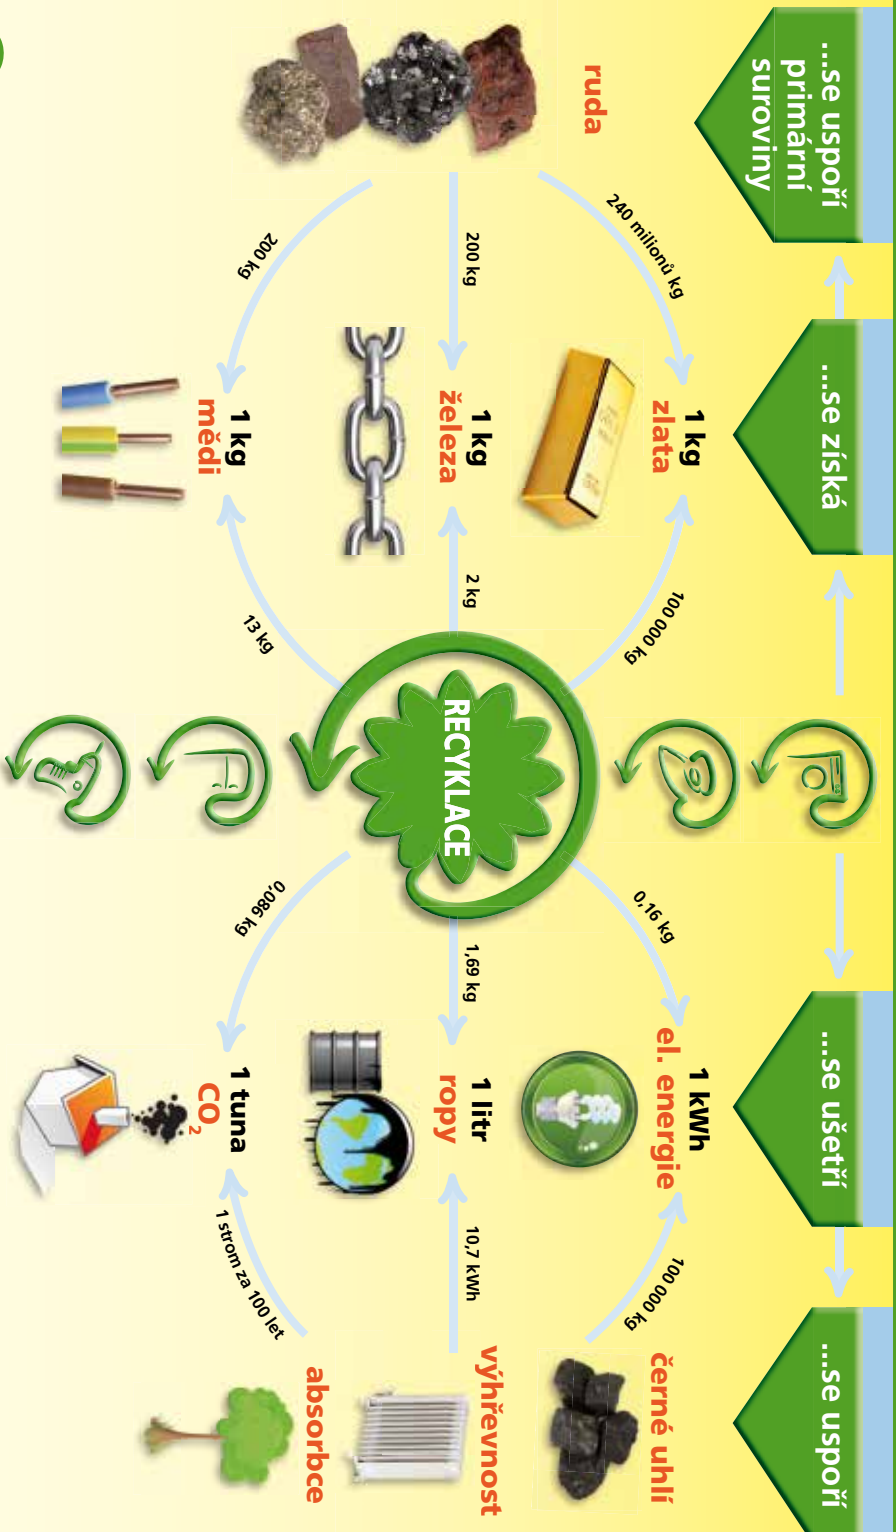 ...se uspoří
primární
suroviny
...se získá
...se ušetří
...se uspoří
ruda
240 milionů kg
200 kg
200 kg
1 kg
zlata
1 kg
železa
1 kg
mědi
100 000 kg
2 kg
13 kg
RECYKLACE
0,16 kg
1,69 kg
0,086 kg
1 kWh
el. energie
1 litr
ropy
1 tuna
CO₂
100 000 kg
10,7 kWh
1 strom za 100 let
černé uhlí
výhřevnost
absorbce